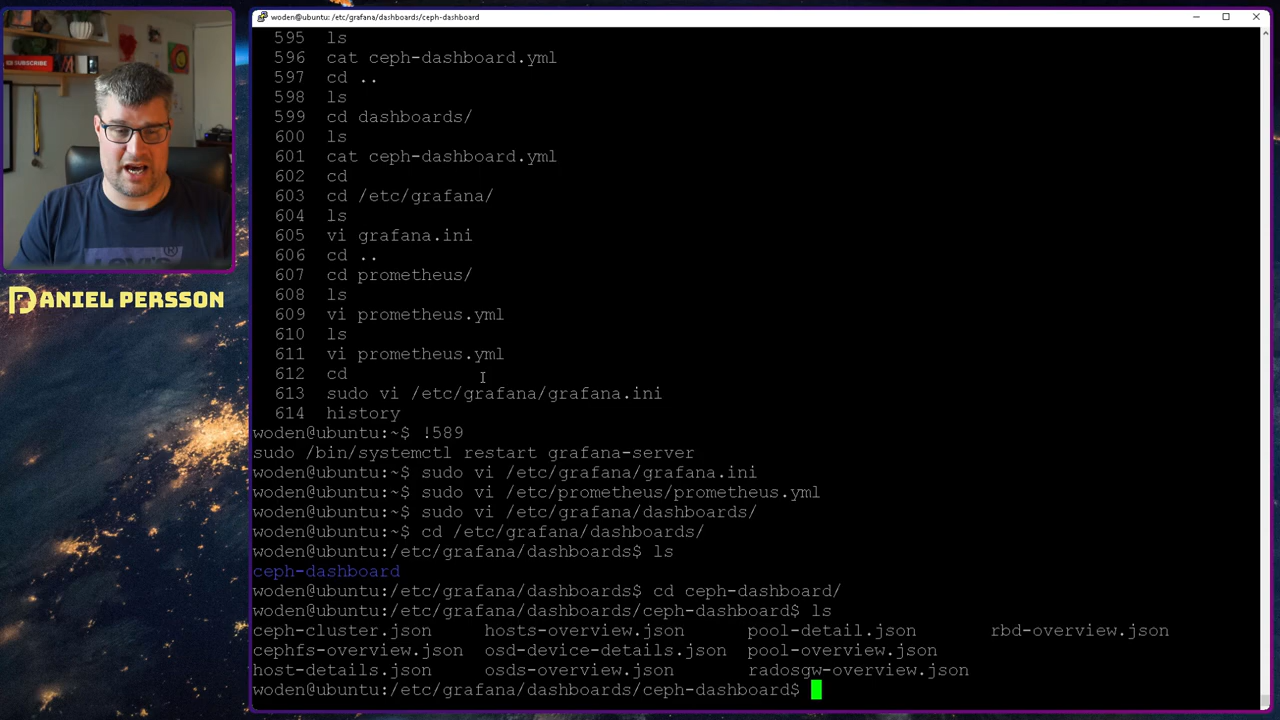 woden@ubuntu: /etc/grafana/dashboards/ceph-dashboard
SUBSCRIBE
DANIEL PERSSON
595 ls
596 cat ceph-dashboard.yml
597 cd ..
598 ls
599 cd dashboards/
600 ls
601 cat ceph-dashboard.yml
602 cd
603 cd /etc/grafana/
604 ls
605 vi grafana.ini
606 cd ..
607 cd prometheus/
608 ls
609 vi prometheus.yml
610 ls
611 vi prometheus.yml
612 cd
613 sudo vi /etc/grafana/grafana.ini
614 history
woden@ubuntu:~$ !589
sudo /bin/systemctl restart grafana-server
woden@ubuntu:~$ sudo vi /etc/grafana/grafana.ini
woden@ubuntu:~$ sudo vi /etc/prometheus/prometheus.yml
woden@ubuntu:~$ sudo vi /etc/grafana/dashboards/
woden@ubuntu:~$ cd /etc/grafana/dashboards/
woden@ubuntu:/etc/grafana/dashboards$ ls
ceph-dashboard
woden@ubuntu:/etc/grafana/dashboards$ cd ceph-dashboard/
woden@ubuntu:/etc/grafana/dashboards/ceph-dashboard$ ls
ceph-cluster.json hosts-overview.json pool-detail.json rbd-overview.json
cephfs-overview.json osd-device-details.json pool-overview.json
host-details.json osds-overview.json radosgw-overview.json
woden@ubuntu:/etc/grafana/dashboards/ceph-dashboard$